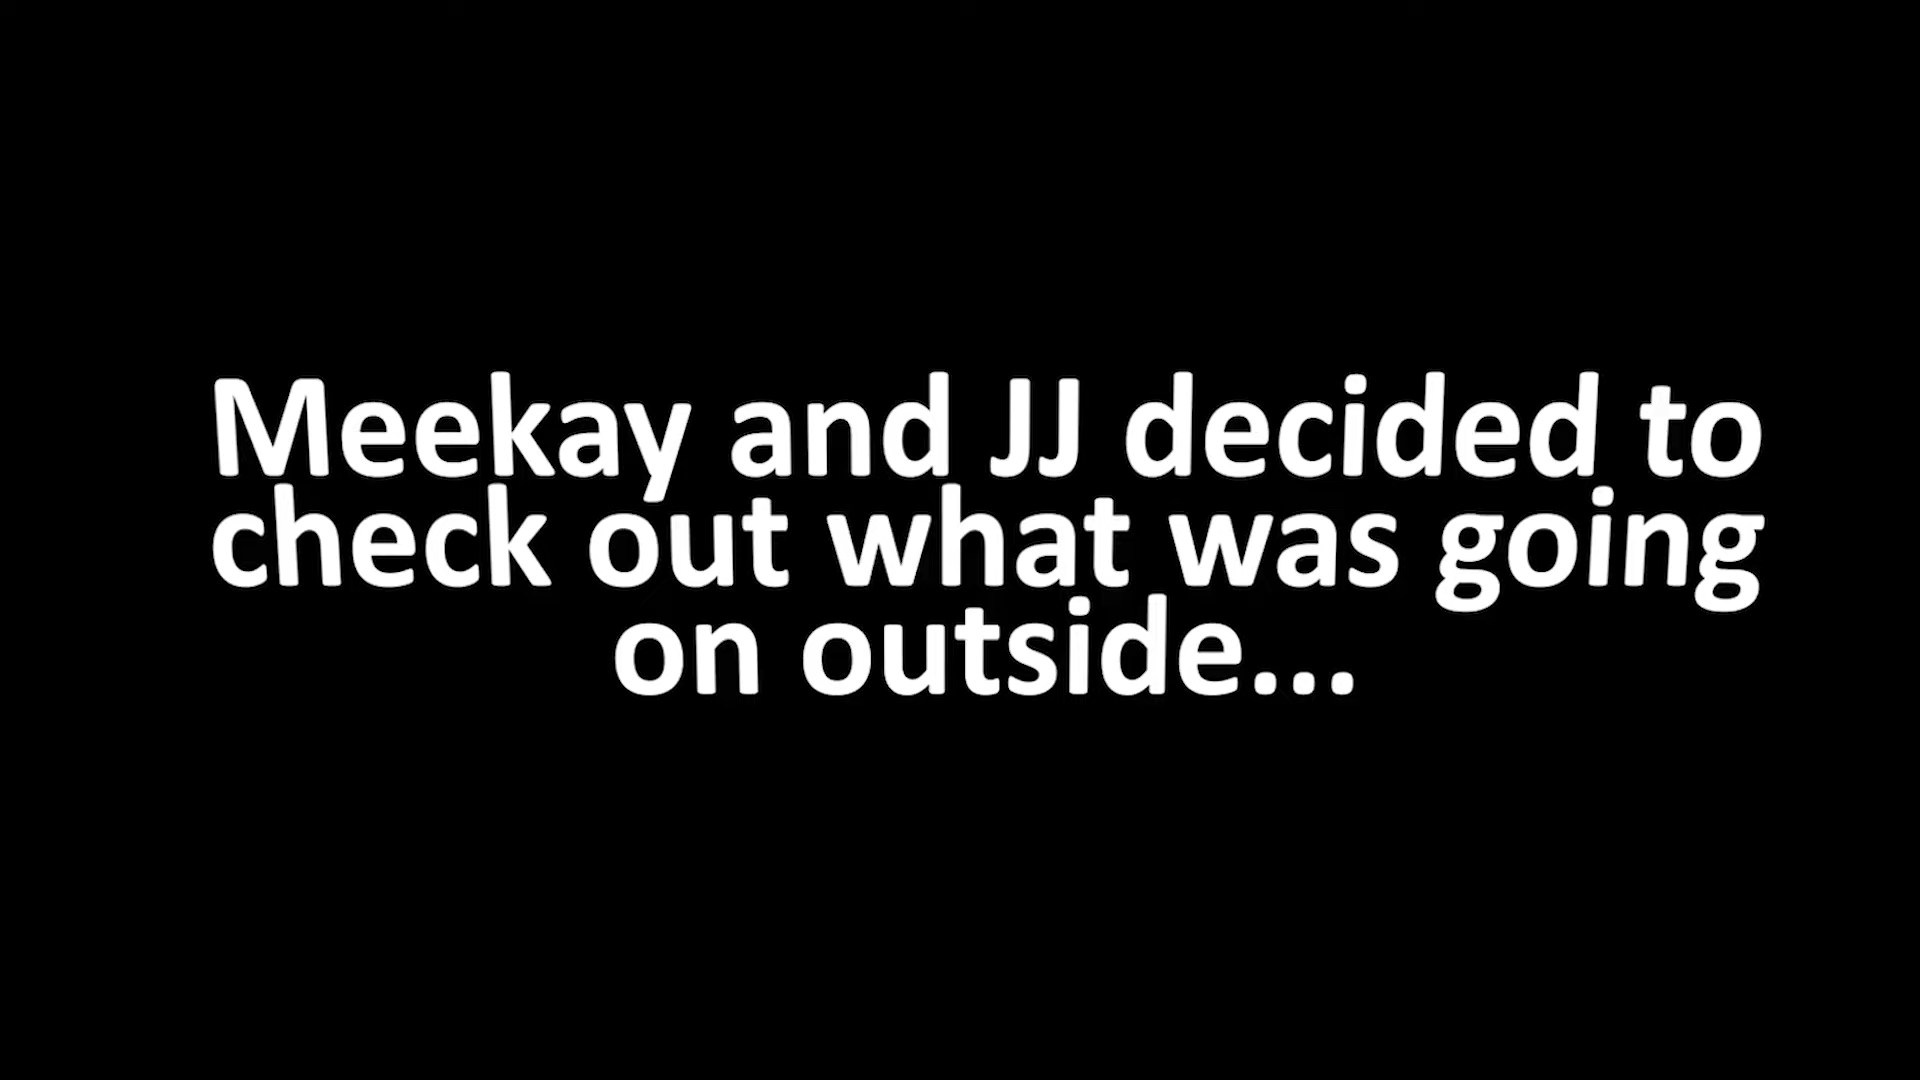 Meekay and JJ decided to
check out what was going
on outside...